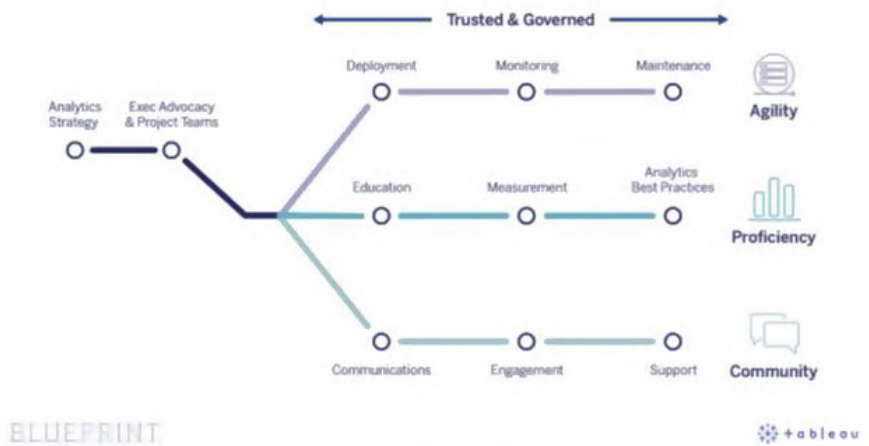 Trusted & Governed
Deployment
Monitoring
Maintenance
Agility
Analytics
Strategy
Exec Advocacy
& Project Teams
Education
Measurement
Analytics
Best Practices
Proficiency
Communications
Engagement
Support
Community
BLUEPRINT
+ableau